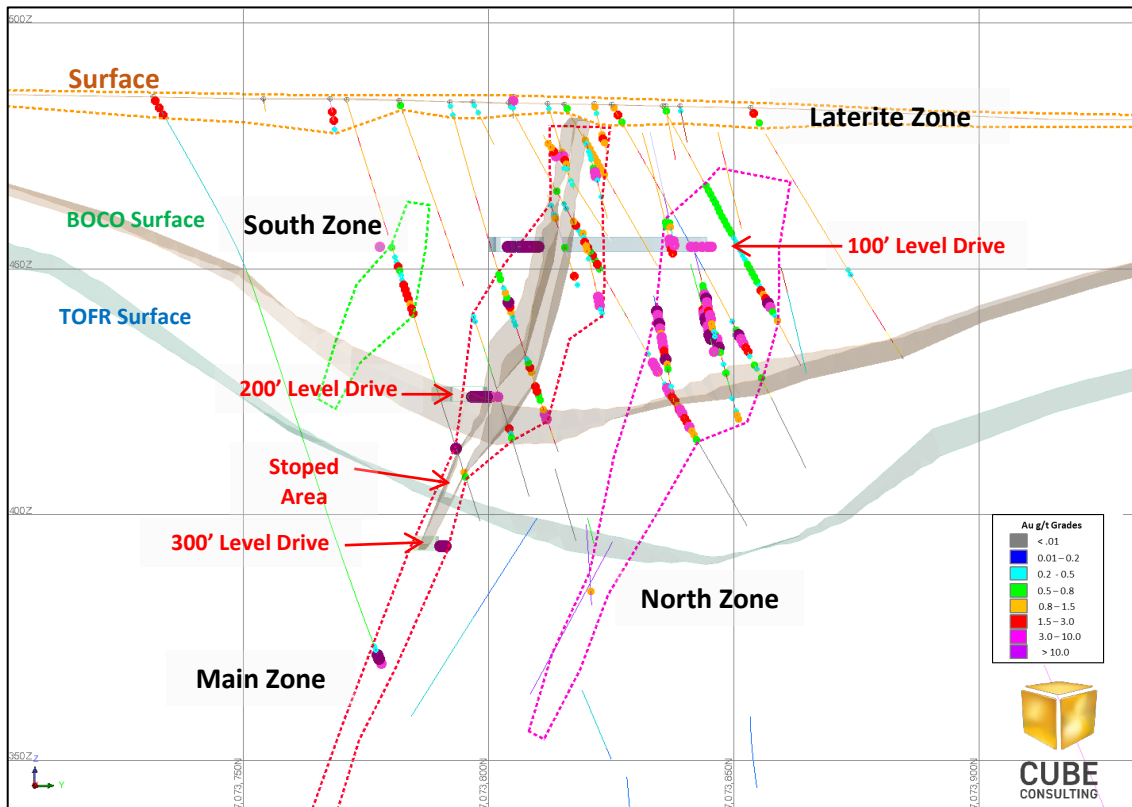 500Z
Surface
Laterite Zone
BOCO Surface
South Zone
100' Level Drive
450Z
TOFR Surface
200' Level Drive
Stoped
Area
400Z
300' Level Drive
Au g/t Grades
< .01
0.01 – 0.2
0.2 - 0.5
0.5 – 0.8
0.8 – 1.5
1.5 – 3.0
3.0 – 10.0
> 10.0
North Zone
Main Zone
350Z
Z
Y
7,073,750N
7,073,800N
7,073,850N
7,073,900N
CUBE
CONSULTING